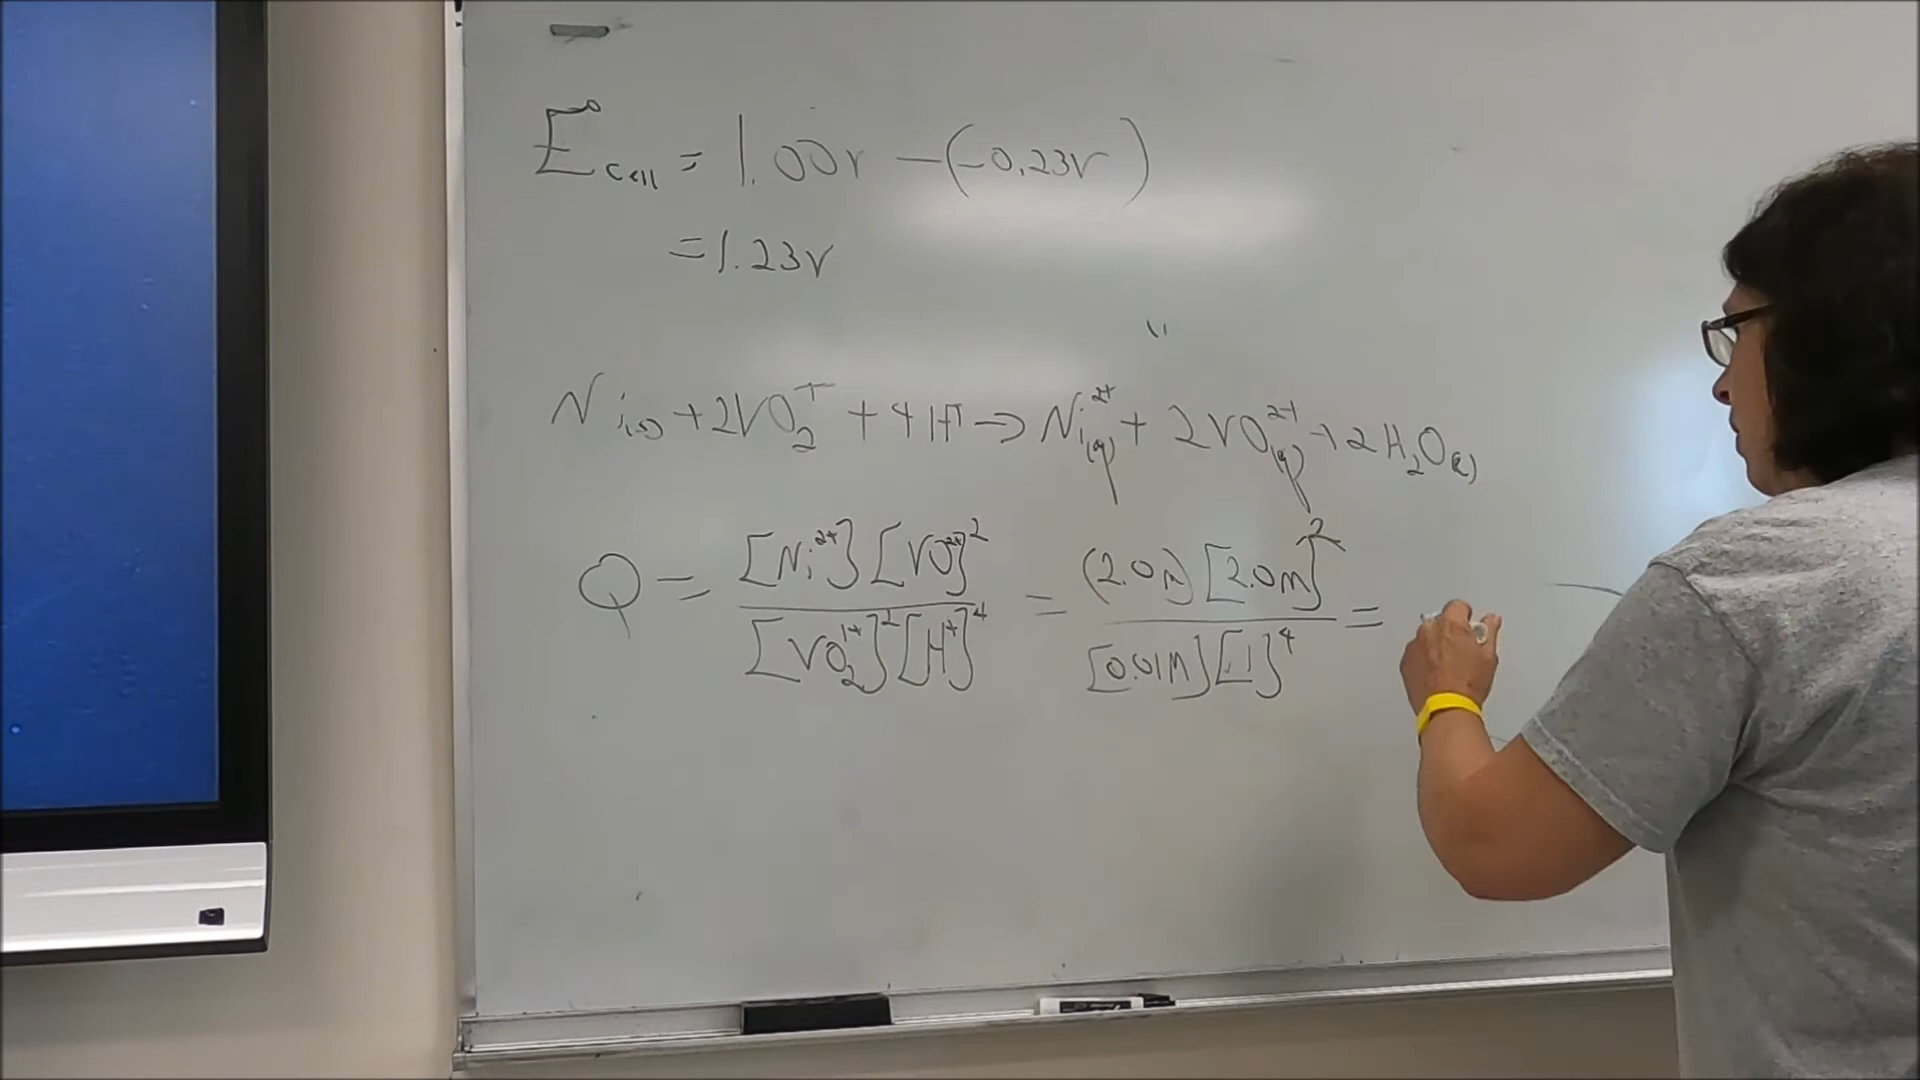 E°cell = 1.00V - (-0.23V)
= 1.23V
Ni(s) + 2VO₂⁺ + 4H⁺ → Ni²⁺(aq) + 2VO²⁺(aq) + 2H₂O(l)
Q = [Ni²⁺][VO²⁺]² / [VO₂¹⁺]²[H⁺]⁴ = (2.0M)[2.0M]² / [0.01M][.1]⁴ =